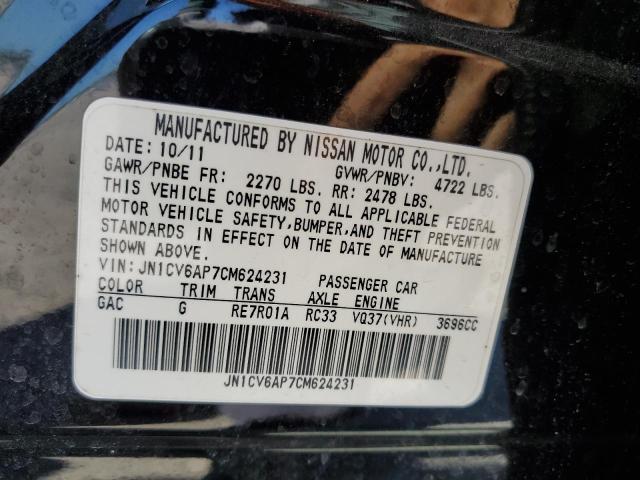 MANUFACTURED BY NISSAN MOTOR CO.,LTD.
DATE: 10/11 GVWR/PNBV: 4722 LBS.
GAWR/PNBE FR: 2270 LBS. RR: 2478 LBS.
THIS VEHICLE CONFORMS TO ALL APPLICABLE FEDERAL
MOTOR VEHICLE SAFETY,BUMPER,AND THEFT PREVENTION
STANDARDS IN EFFECT ON THE DATE OF MANUFACTURE
SHOWN ABOVE.
VIN:JN1CV6AP7CM624231 PASSENGER CAR
COLOR TRIM TRANS AXLE ENGINE
GAC G RE7R01A RC33 VQ37(VHR) 3696CC
JN1CV6AP7CM624231